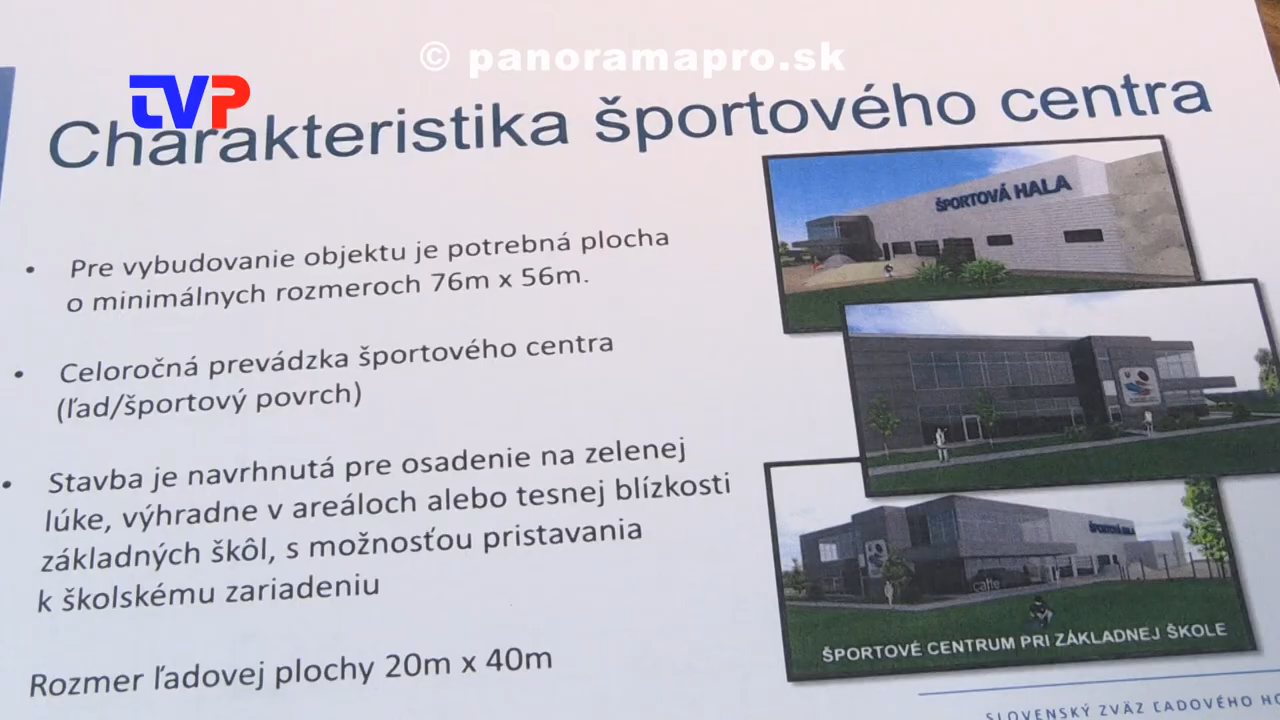 © panoramapro.sk
TVP
Charakteristika športového centra
• Pre vybudovanie objektu je potrebná plocha
o minimálnych rozmeroch 76m x 56m.
• Celoročná prevádzka športového centra
(ľad/športový povrch)
• Stavba je navrhnutá pre osadenie na zelenej
lúke, výhradne v areáloch alebo tesnej blízkosti
základných škôl, s možnosťou pristavania
k školskému zariadeniu
Rozmer ľadovej plochy 20m x 40m
ŠPORTOVÁ HALA
ŠPORTOVÁ HALA
caffe
ŠPORTOVÉ CENTRUM PRI ZÁKLADNEJ ŠKOLE
SLOVENSKÝ ZVÄZ ĽADOVÉHO